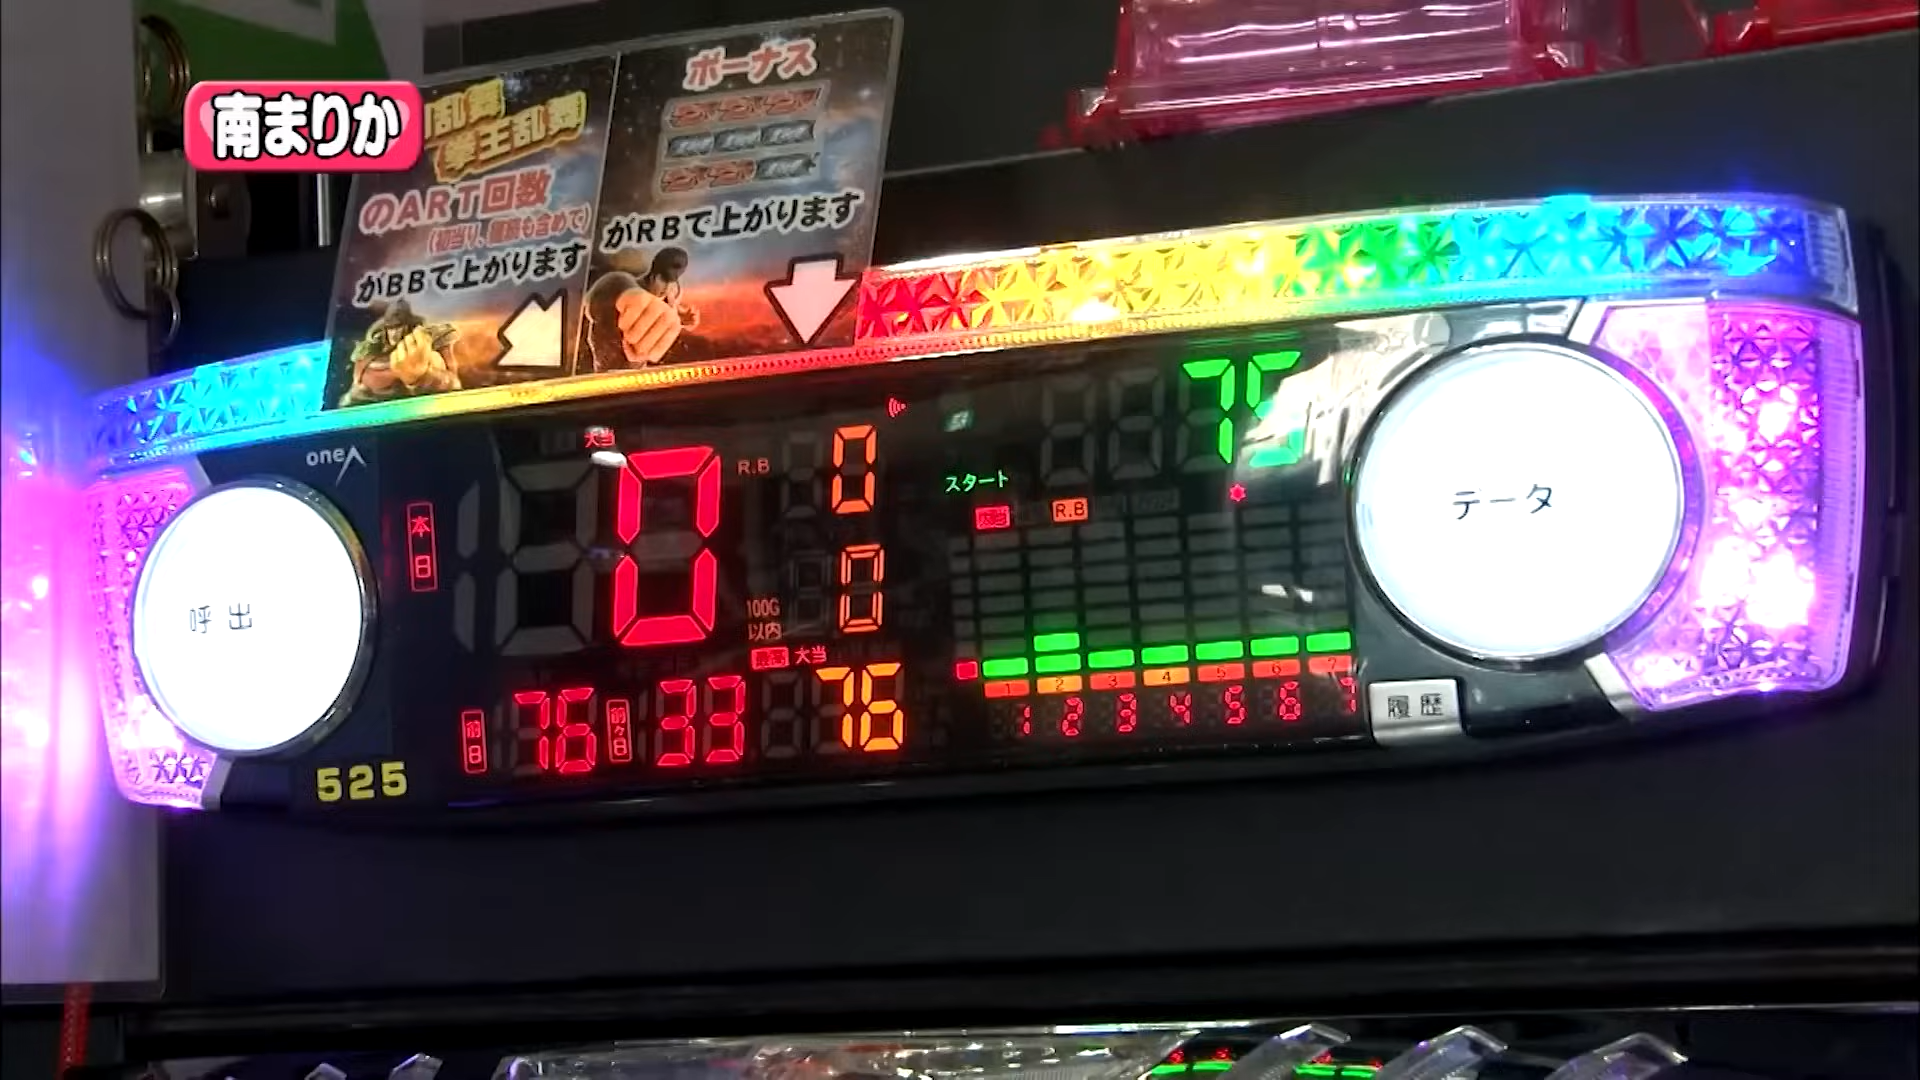 南まりか
乱舞
拳王乱舞
のART回数
がBBで上がります
ボーナス
がRBで上がります
oneA
呼出
525
本日
大当
0
R.B
0
100G
以内
0
前日
76
前々日
33
最高
大当
76
75
スタート
大当
R.B
1 2 3 4 5 6 7
1 2 3 4 5 6 7
データ
履歴